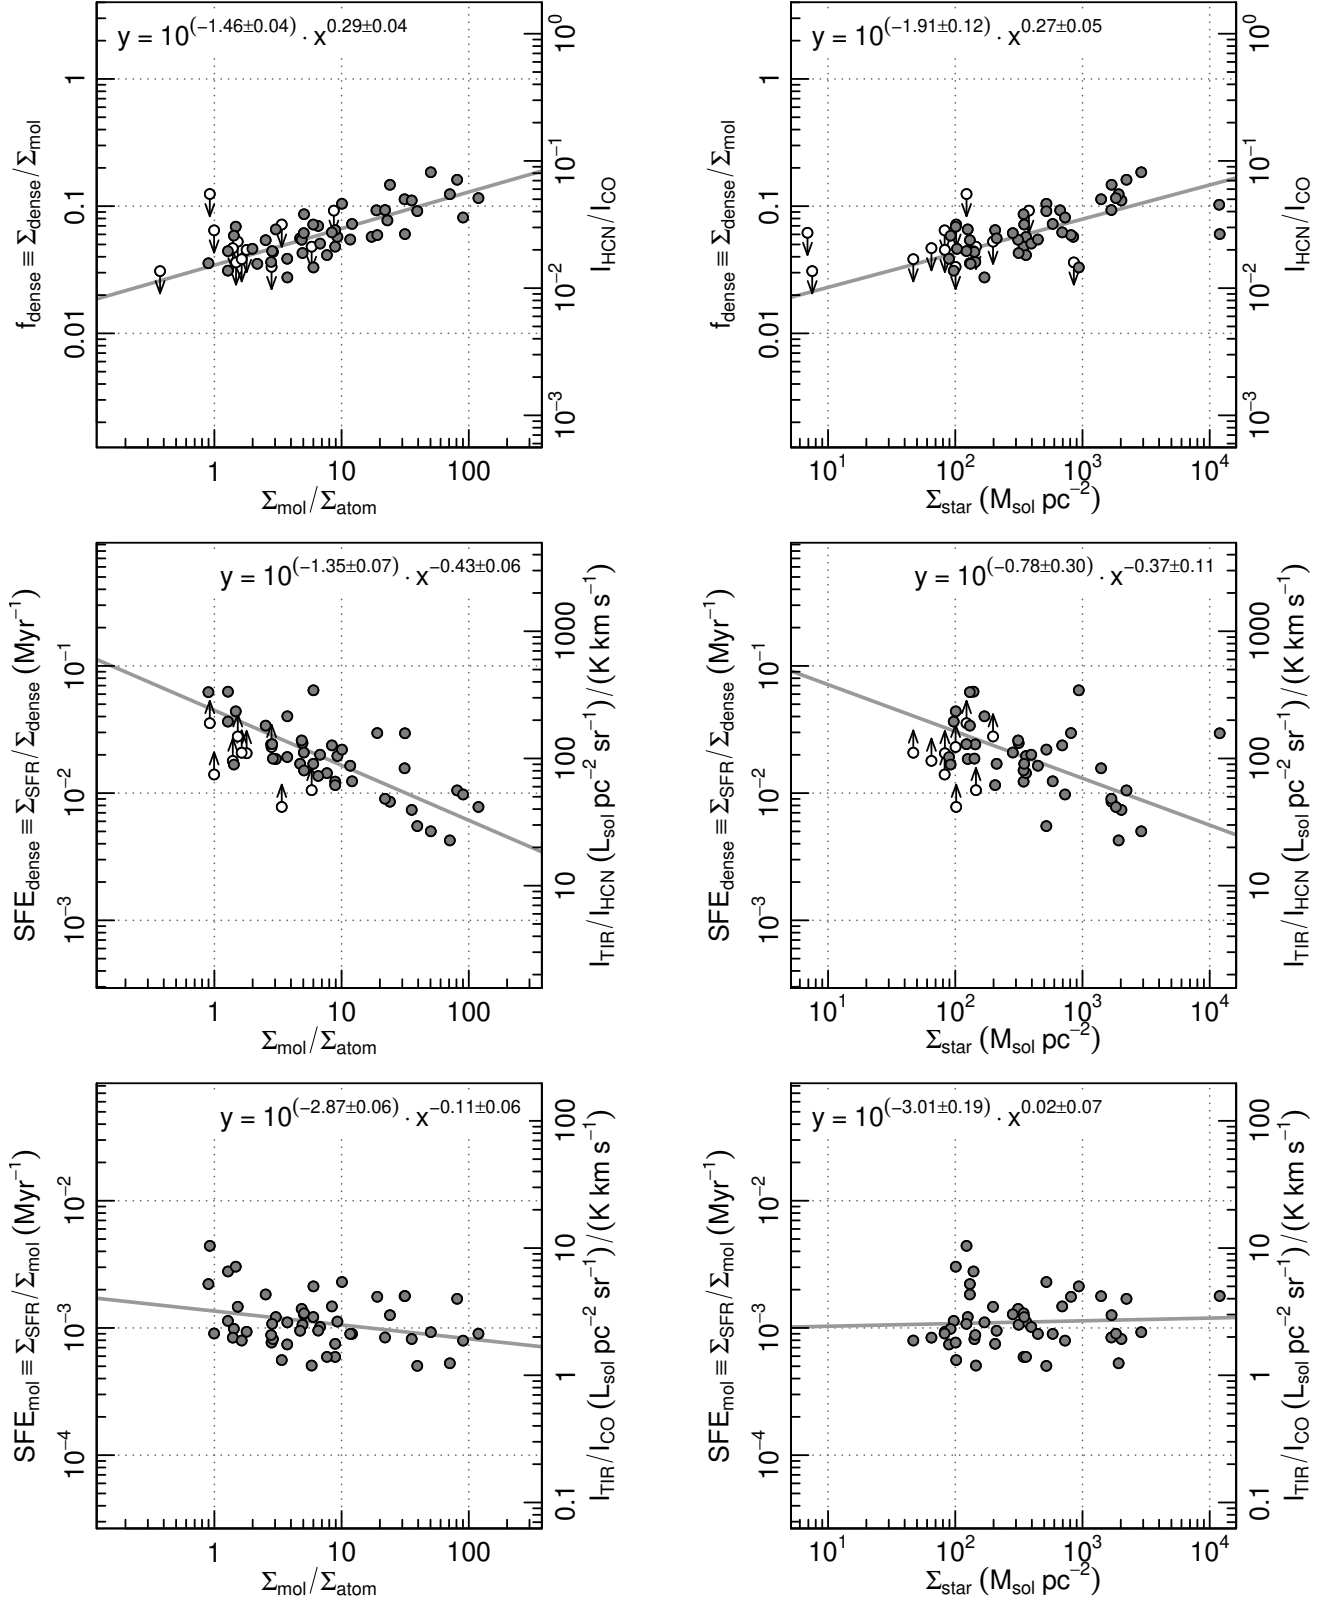 y = 10^(−1.46±0.04) · x^0.29±0.04
f_dense ≡ Σ_dense/Σ_mol
0.01 0.1 1
10^−3 10^−2 10^−1 10^0
I_HCN/I_CO
1 10 100
Σ_mol/Σ_atom
y = 10^(−1.91±0.12) · x^0.27±0.05
f_dense ≡ Σ_dense/Σ_mol
0.01 0.1 1
10^−3 10^−2 10^−1 10^0
I_HCN/I_CO
10^1 10^2 10^3 10^4
Σ_star (M_sol pc^−2)
y = 10^(−1.35±0.07) · x^−0.43±0.06
SFE_dense ≡ Σ_SFR/Σ_dense (Myr^−1)
10^−3 10^−2 10^−1
10 100 1000
I_TIR/I_HCN (L_sol pc^−2 sr^−1)/(K km s^−1)
1 10 100
Σ_mol/Σ_atom
y = 10^(−0.78±0.30) · x^−0.37±0.11
SFE_dense ≡ Σ_SFR/Σ_dense (Myr^−1)
10^−3 10^−2 10^−1
10 100 1000
I_TIR/I_HCN (L_sol pc^−2 sr^−1)/(K km s^−1)
10^1 10^2 10^3 10^4
Σ_star (M_sol pc^−2)
y = 10^(−2.87±0.06) · x^−0.11±0.06
SFE_mol ≡ Σ_SFR/Σ_mol (Myr^−1)
10^−4 10^−3 10^−2
0.1 1 10 100
I_TIR/I_CO (L_sol pc^−2 sr^−1)/(K km s^−1)
1 10 100
Σ_mol/Σ_atom
y = 10^(−3.01±0.19) · x^0.02±0.07
SFE_mol ≡ Σ_SFR/Σ_mol (Myr^−1)
10^−4 10^−3 10^−2
0.1 1 10 100
I_TIR/I_CO (L_sol pc^−2 sr^−1)/(K km s^−1)
10^1 10^2 10^3 10^4
Σ_star (M_sol pc^−2)